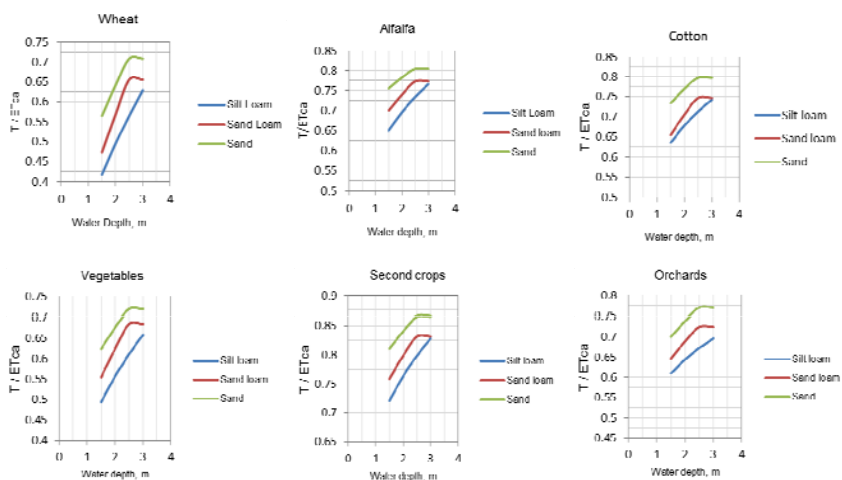 Wheat
0.75
0.7
0.65
0.6
0.55
0.5
0.45
0.4
T / ETca
0 1 2 3 4
Water Depth, m
Silt Loam
Sand Loam
Sand
Alfalfa
0.85
0.8
0.75
0.7
0.65
0.6
0.55
0.5
T/ETca
0 1 2 3 4
Water depth, m
Silt Loam
Sand loam
Sand
Cotton
0.85
0.8
0.75
0.7
0.65
0.6
0.55
0.5
T / ETca
0 1 2 3 4
Water depth, m
Silt loam
Sand loam
Sand
Vegetables
0.75
0.7
0.65
0.6
0.55
0.5
0.45
0.4
T / ETca
0 1 2 3 4
Water depth, m
Silt loam
Sand loam
Sand
Second crops
0.9
0.85
0.8
0.75
0.7
0.65
T / ETca
0 1 2 3 4
Water depth, m
Silt loam
Sand loam
Sand
Orchards
0.8
0.75
0.7
0.65
0.6
0.55
0.5
0.45
T / ETca
0 1 2 3 4
Water depth, m
Silt loam
Sand loam
Sand